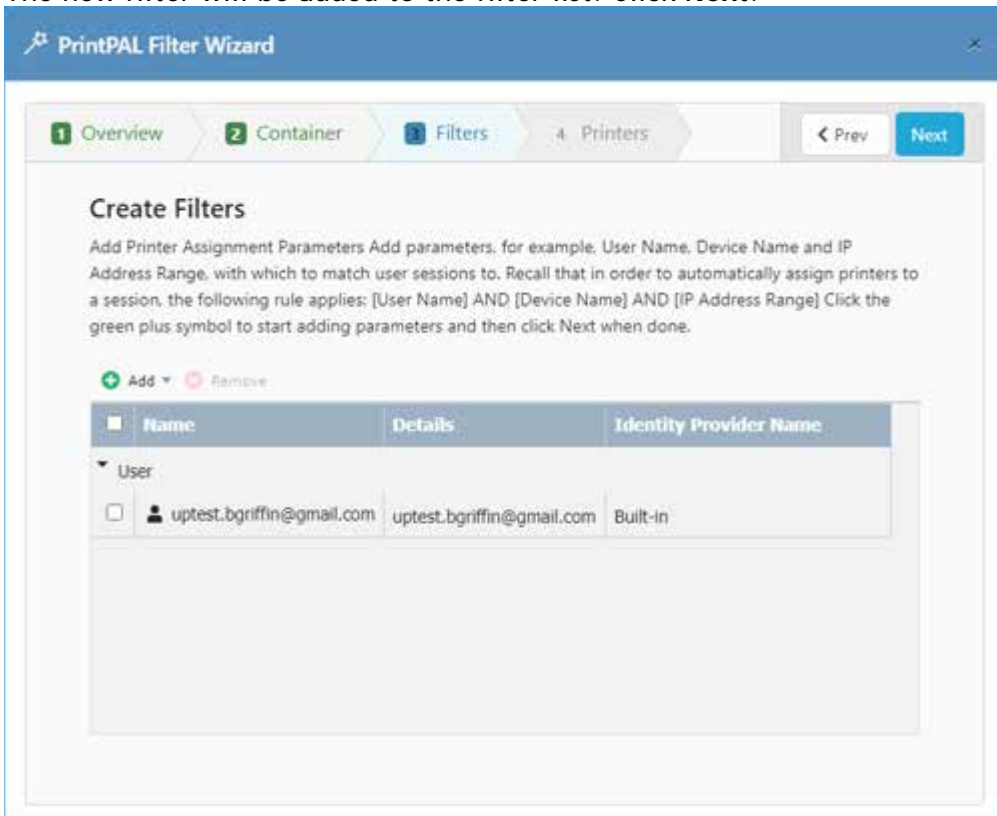 The new filter will be added to the filter list. Click Next.
PrintPAL Filter Wizard
1 Overview 2 Container 3 Filters 4 Printers Prev Next
Create Filters
Add Printer Assignment Parameters Add parameters, for example, User Name, Device Name and IP
Address Range, with which to match user sessions to. Recall that in order to automatically assign printers to
a session, the following rule applies: [User Name] AND [Device Name] AND [IP Address Range] Click the
green plus symbol to start adding parameters and then click Next when done.
Add Remove
Name Details Identity Provider Name
User
uptest.bgriffin@gmail.com uptest.bgriffin@gmail.com Built-in